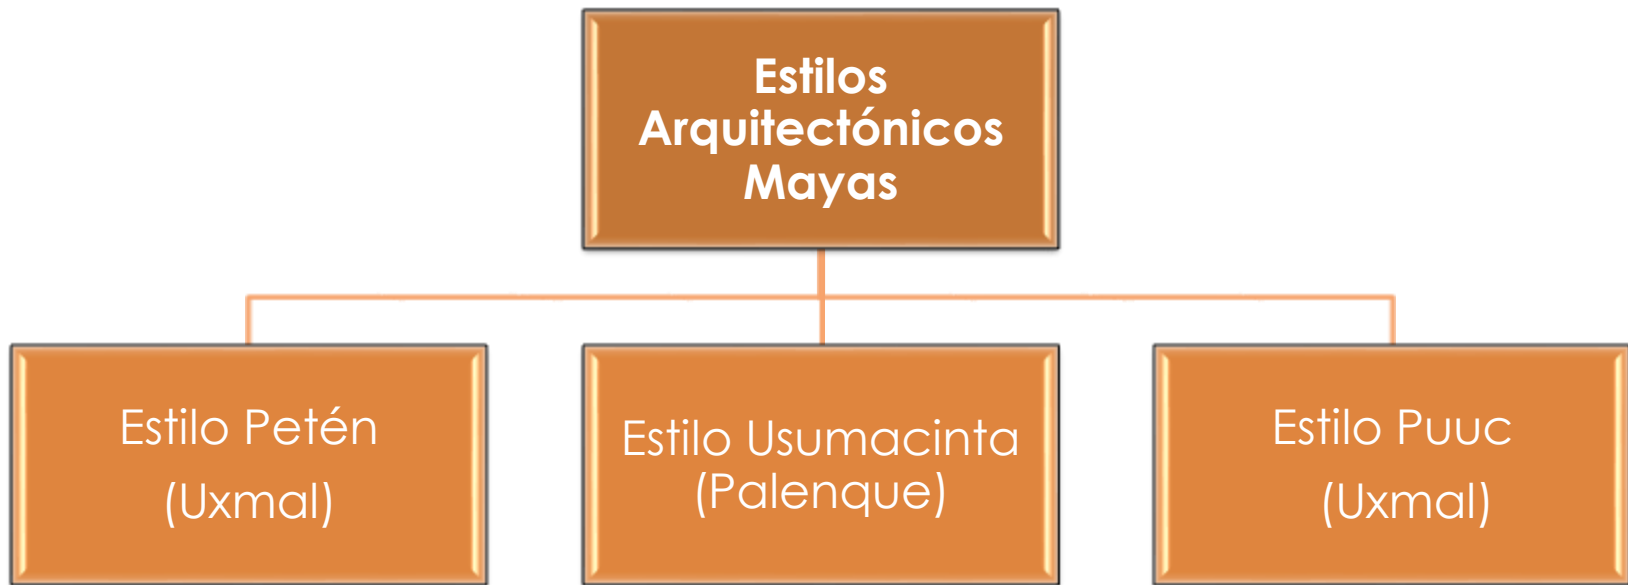 Estilos
Arquitectónicos
Mayas
Estilo Petén
(Uxmal)
Estilo Usumacinta
(Palenque)
Estilo Puuc
(Uxmal)